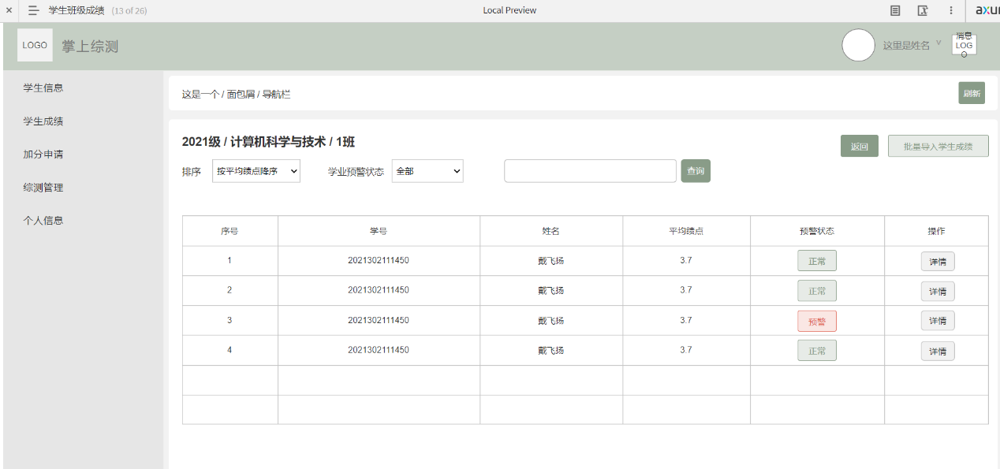 学生班级成绩 (13 of 26) Local Preview axu
LOGO 掌上综测 这里是姓名 ∨ 消息LOGO
学生信息
学生成绩
加分申请
综测管理
个人信息
这是一个 / 面包屑 / 导航栏 刷新
2021级 / 计算机科学与技术 / 1班 返回 批量导入学生成绩
排序 按平均绩点降序 学业预警状态 全部 查询
序号 学号 姓名 平均绩点 预警状态 操作
1 2021302111450 戴飞扬 3.7 正常 详情
2 2021302111450 戴飞扬 3.7 正常 详情
3 2021302111450 戴飞扬 3.7 预警 详情
4 2021302111450 戴飞扬 3.7 正常 详情